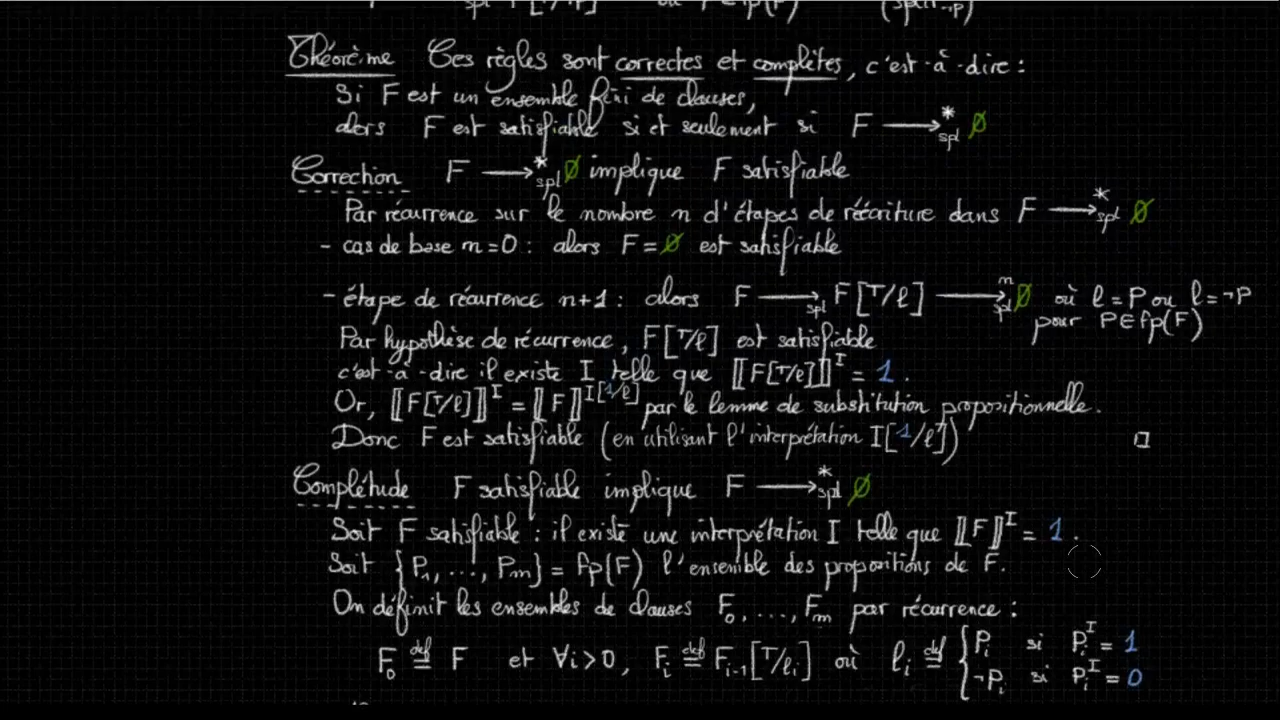 Théorème Ces règles sont correctes et complètes, c'est-à-dire :
Si F est un ensemble fini de clauses,
alors F est satisfiable si et seulement si F ⟶*spl ∅
Correction F ⟶*spl ∅ implique F satisfiable
Par récurrence sur le nombre n d'étapes de réécriture dans F ⟶*spl ∅
- cas de base n=0 : alors F = ∅ est satisfiable
- étape de récurrence n+1 : alors F ⟶spl F[⊤/ℓ] ⟶ⁿspl ∅ où ℓ = P ou ℓ = ¬P
pour P ∈ fp(F)
Par hypothèse de récurrence, F[⊤/ℓ] est satisfiable
c'est-à-dire il existe I telle que ⟦F[⊤/ℓ]⟧ᴵ = 1.
Or, ⟦F[⊤/ℓ]⟧ᴵ = ⟦F⟧ᴵ[1/ℓ] par le lemme de substitution propositionnelle.
Donc F est satisfiable (en utilisant l'interprétation I[1/ℓ]) □
Complétude F satisfiable implique F ⟶*spl ∅
Soit F satisfiable : il existe une interprétation I telle que ⟦F⟧ᴵ = 1.
Soit {P₁, ..., Pₘ} = fp(F) l'ensemble des propositions de F.
On définit les ensembles de clauses F₀, ..., Fₘ par récurrence :
F₀ ≝ F et ∀i>0, Fᵢ ≝ Fᵢ₋₁[⊤/ℓᵢ] où ℓᵢ ≝ { Pᵢ si Pᵢᴵ = 1
¬Pᵢ si Pᵢᴵ = 0